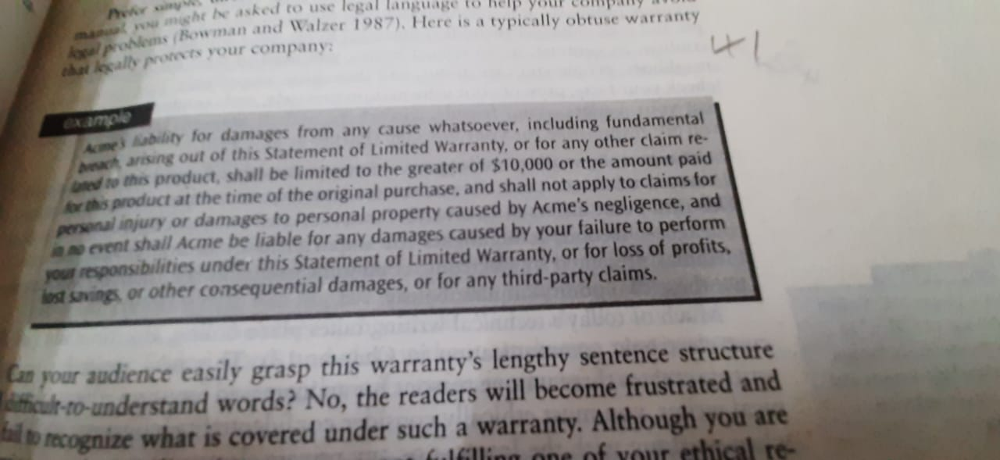 Prefer simple,
manual, you might be asked to use legal language to help your company avoid
legal problems (Bowman and Walzer 1987). Here is a typically obtuse warranty
that legally protects your company:
41
example
Acme's liability for damages from any cause whatsoever, including fundamental
breach, arising out of this Statement of Limited Warranty, or for any other claim re-
lated to this product, shall be limited to the greater of $10,000 or the amount paid
for this product at the time of the original purchase, and shall not apply to claims for
personal injury or damages to personal property caused by Acme's negligence, and
in no event shall Acme be liable for any damages caused by your failure to perform
your responsibilities under this Statement of Limited Warranty, or for loss of profits,
lost savings, or other consequential damages, or for any third-party claims.
Can your audience easily grasp this warranty's lengthy sentence structure
difficult-to-understand words? No, the readers will become frustrated and
fail to recognize what is covered under such a warranty. Although you are
fulfilling one of your ethical re-